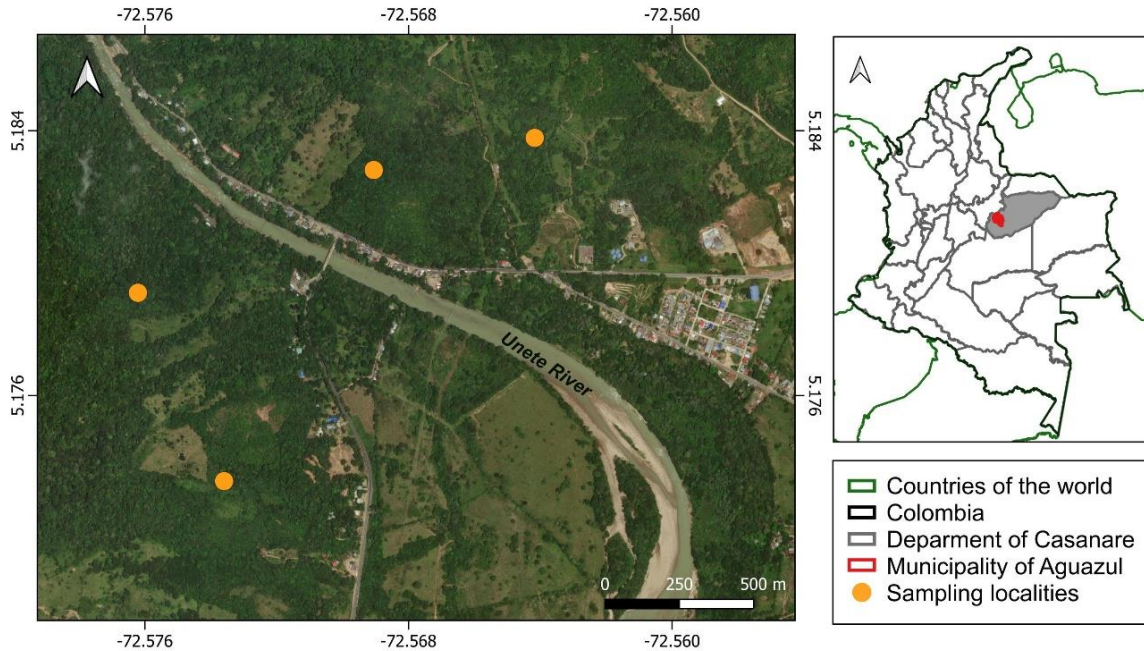 -72.576
-72.568
-72.560
5.184
5.184
Unete River
5.176
5.176
0 250 500 m
-72.576
-72.568
-72.560
Countries of the world
Colombia
Deparment of Casanare
Municipality of Aguazul
Sampling localities